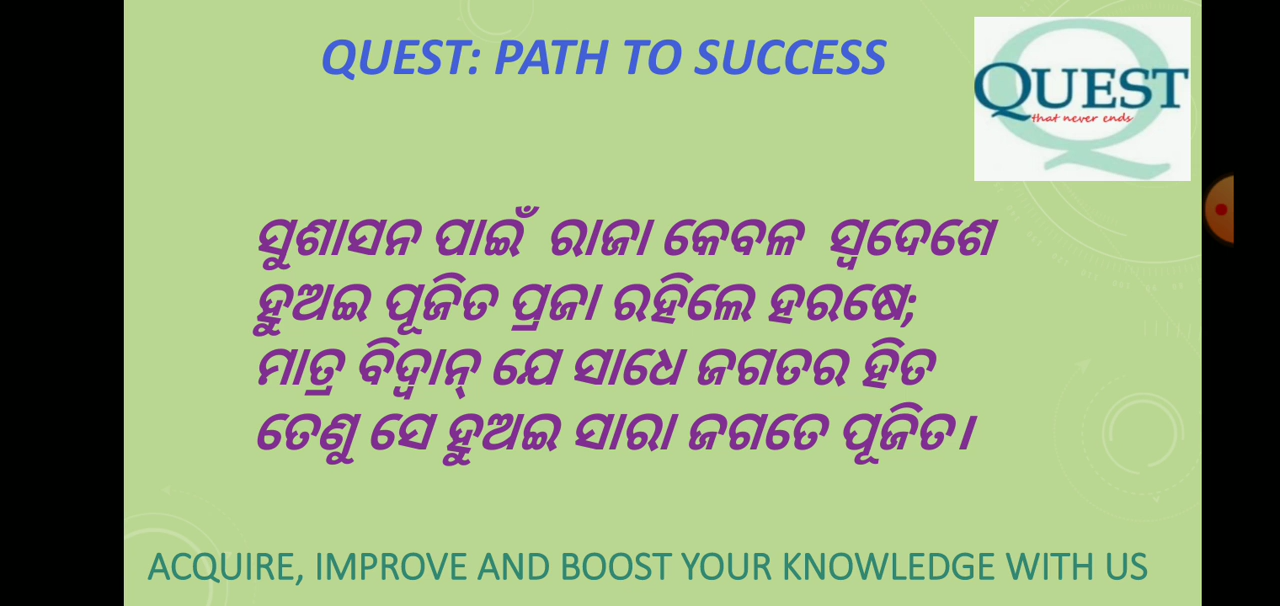 QUEST: PATH TO SUCCESS
QUEST
that never ends
ସୁଶାସନ ପାଇଁ ରାଜା କେବଳ ସ୍ୱଦେଶେ
ହୁଅଇ ପୂଜିତ ପ୍ରଜା ରହିଲେ ହରଷେ;
ମାତ୍ର ବିଦ୍ୱାନ୍ ଯେ ସାଧେ ଜଗତର ହିତ
ତେଣୁ ସେ ହୁଅଇ ସାରା ଜଗତେ ପୂଜିତ।
ACQUIRE, IMPROVE AND BOOST YOUR KNOWLEDGE WITH US